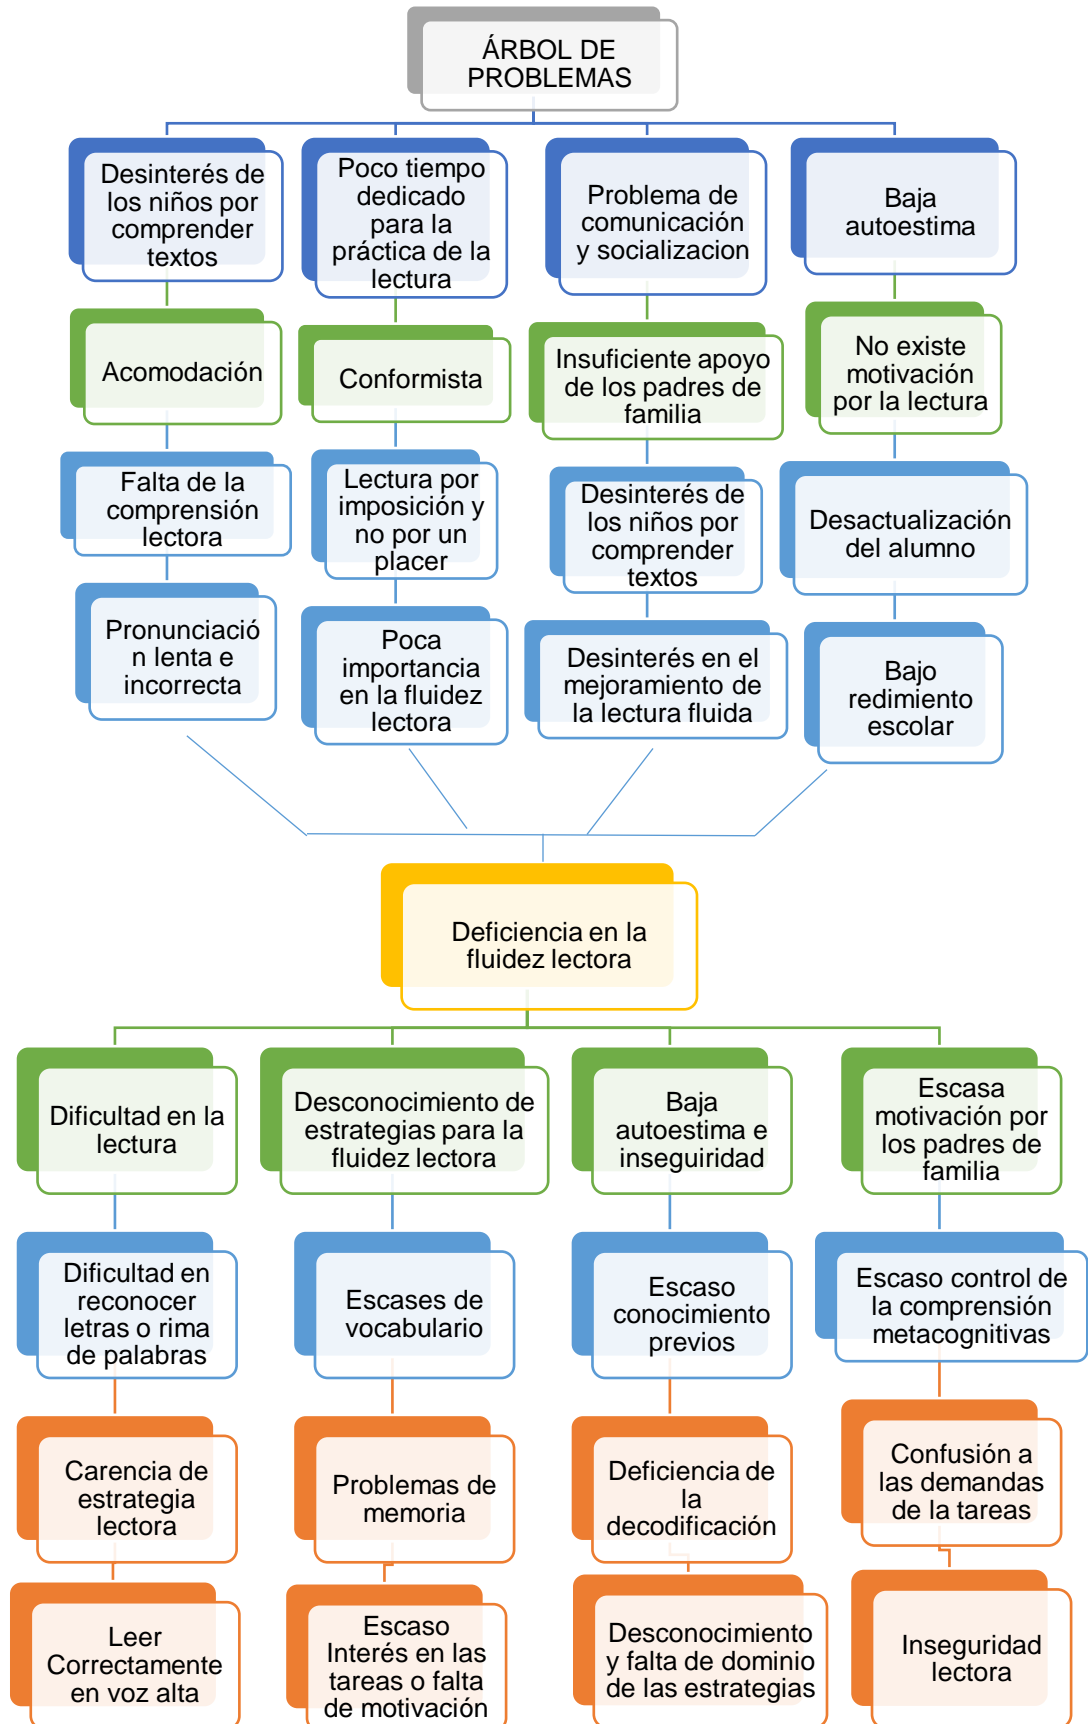 ÁRBOL DE
PROBLEMAS
Desinterés de
los niños por
comprender
textos
Poco tiempo
dedicado
para la
práctica de la
lectura
Problema de
comunicación
y socializacion
Baja
autoestima
Acomodación
Conformista
Insuficiente apoyo
de los padres de
familia
No existe
motivación
por la lectura
Falta de la
comprensión
lectora
Lectura por
imposición y
no por un
placer
Desinterés de
los niños por
comprender
textos
Desactualización
del alumno
Pronunciació
n lenta e
incorrecta
Poca
importancia
en la fluidez
lectora
Desinterés en el
mejoramiento de
la lectura fluida
Bajo
redimiento
escolar
Deficiencia en la
fluidez lectora
Dificultad en la
lectura
Desconocimiento de
estrategias para la
fluidez lectora
Baja
autoestima e
inseguiridad
Escasa
motivación por
los padres de
familia
Dificultad en
reconocer
letras o rima
de palabras
Escases de
vocabulario
Escaso
conocimiento
previos
Escaso control de
la comprensión
metacognitivas
Carencia de
estrategia
lectora
Problemas de
memoria
Deficiencia de
la
decodificación
Confusión a
las demandas
de la tareas
Leer
Correctamente
en voz alta
Escaso
Interés en las
tareas o falta
de motivación
Desconocimiento
y falta de dominio
de las estrategias
Inseguridad
lectora